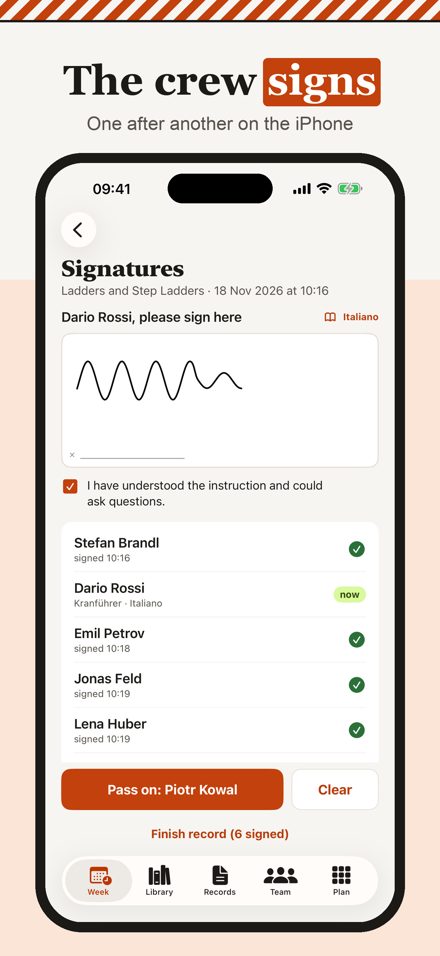 The crew signs
One after another on the iPhone
09:41
Signatures
Ladders and Step Ladders · 18 Nov 2026 at 10:16
Dario Rossi, please sign here
Italiano
×
I have understood the instruction and could
ask questions.
Stefan Brandl
signed 10:16
Dario Rossi
now
Kranführer · Italiano
Emil Petrov
signed 10:18
Jonas Feld
signed 10:19
Lena Huber
signed 10:19
Pass on: Piotr Kowal
Clear
Finish record (6 signed)
Week
Library
Records
Team
Plan